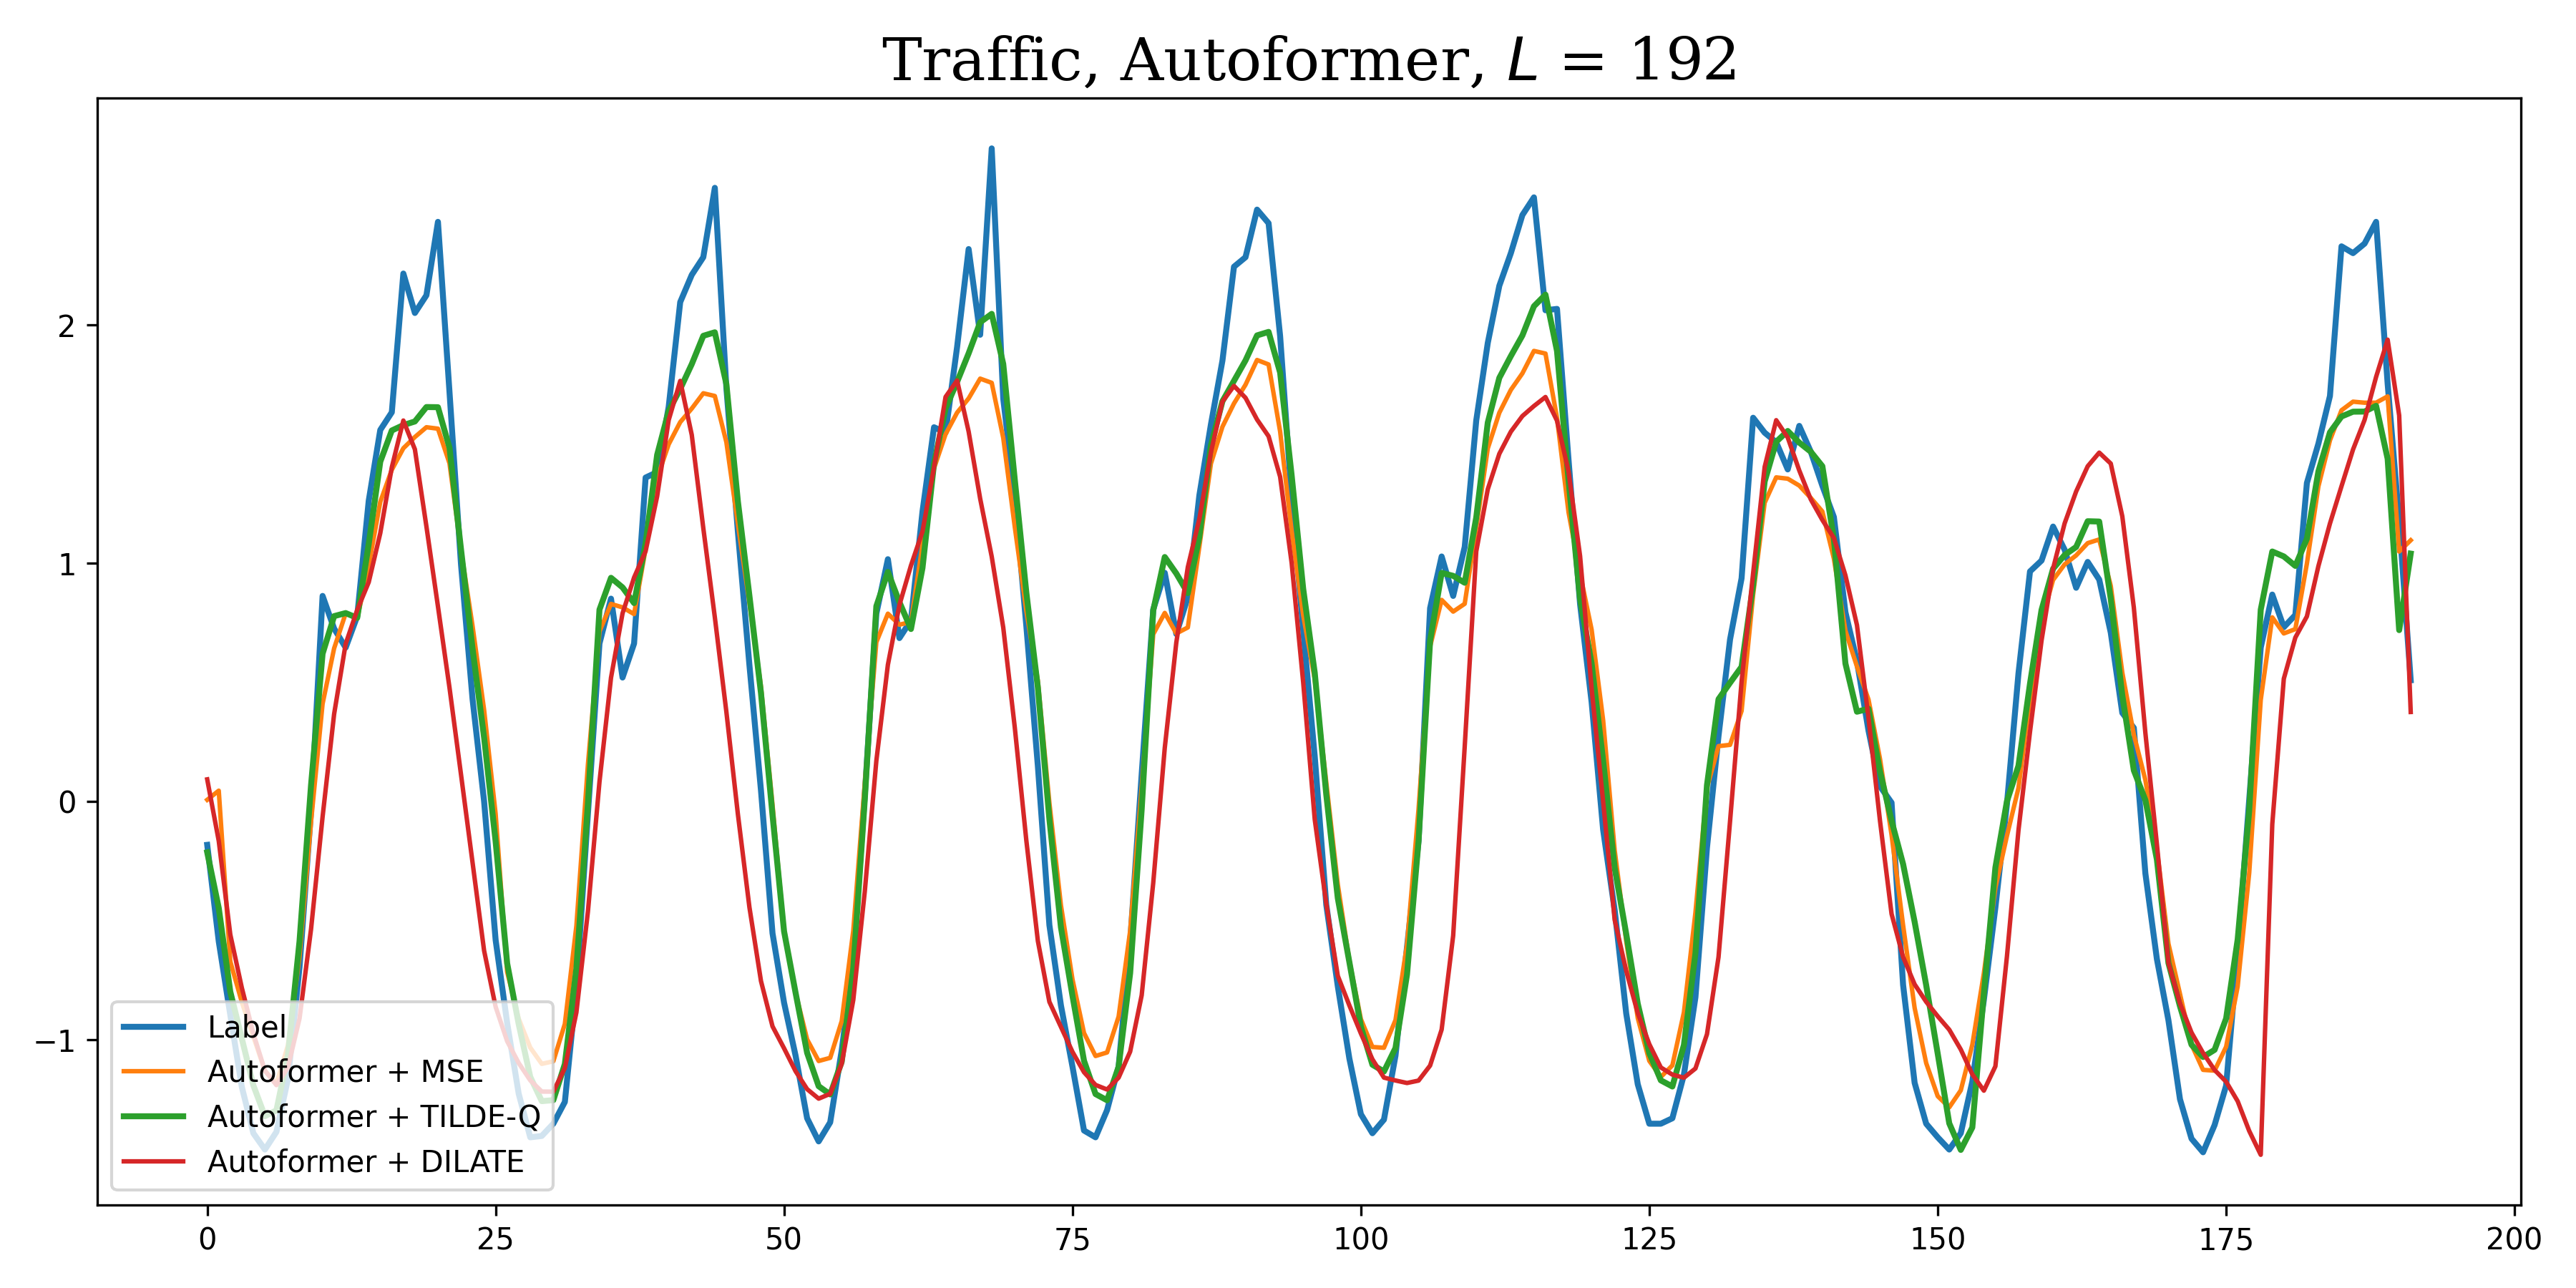 Traffic, Autoformer, L = 192
2
1
0
−1
Label
Autoformer + MSE
Autoformer + TILDE-Q
Autoformer + DILATE
0 25 50 75 100 125 150 175 200